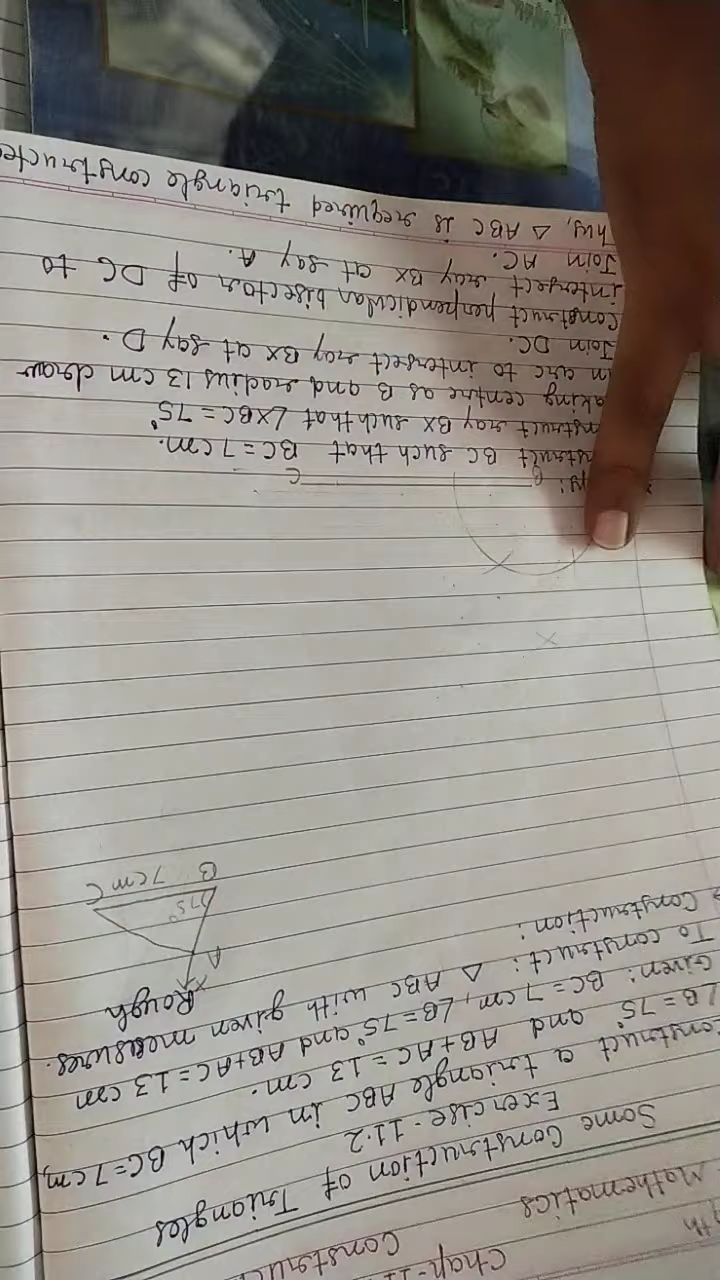 Chap-11
Construc
9th
Mathematics
Some Construction of Triangles
Exercise-11.2
Construct a triangle ABC in which BC=7cm,
∠B=75° and AB+AC=13 cm.
Given: BC=7cm, ∠B=75° and AB+AC=13 cm
To construct: △ ABC with given measures.
Construction:
Rough
X
A
75°
B 7cm C
B C
nstruct BC such that BC=7cm.
nstruct ray BX such that ∠XBC=75°
aking centre as B and radius 13 cm draw
an arc to intersect ray BX at say D.
Join DC.
Construct perpendicular bisector of DC to
intersect ray BX at say A.
Join AC.
Thus, △ ABC is required triangle constructe